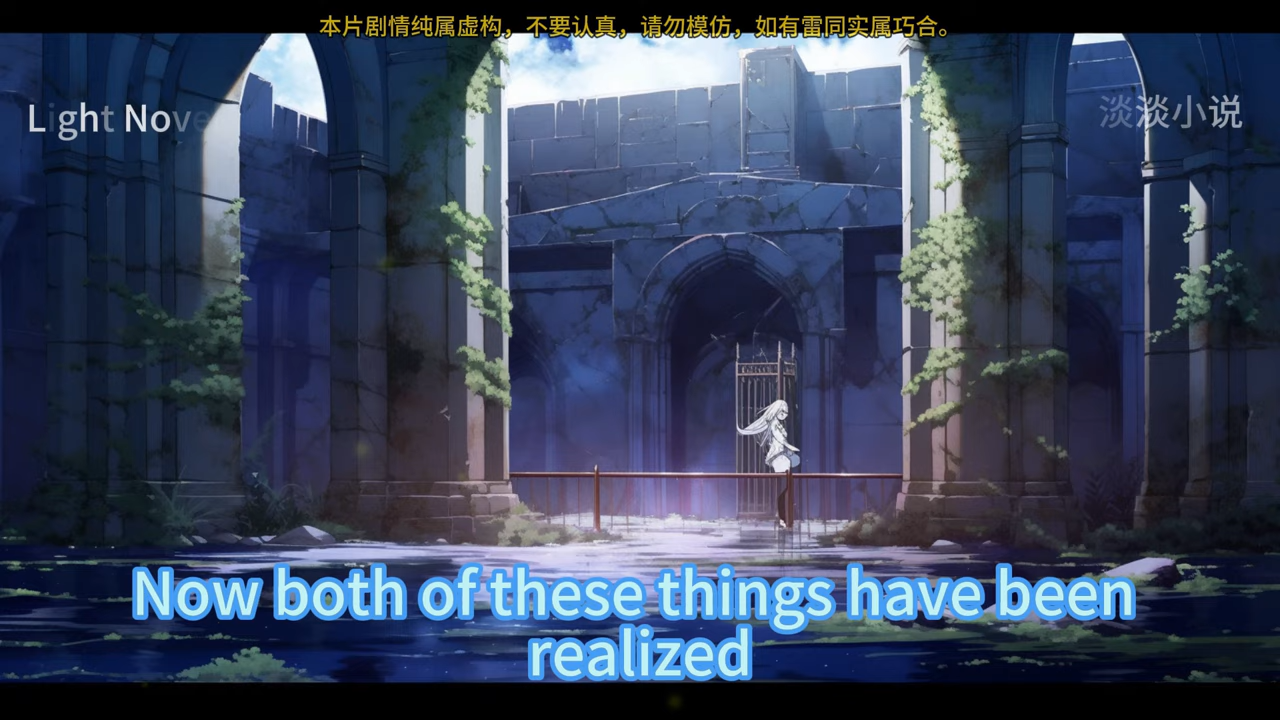 本片剧情纯属虚构，不要认真，请勿模仿，如有雷同实属巧合。
Light Nove
淡淡小说
Now both of these things have been
realized